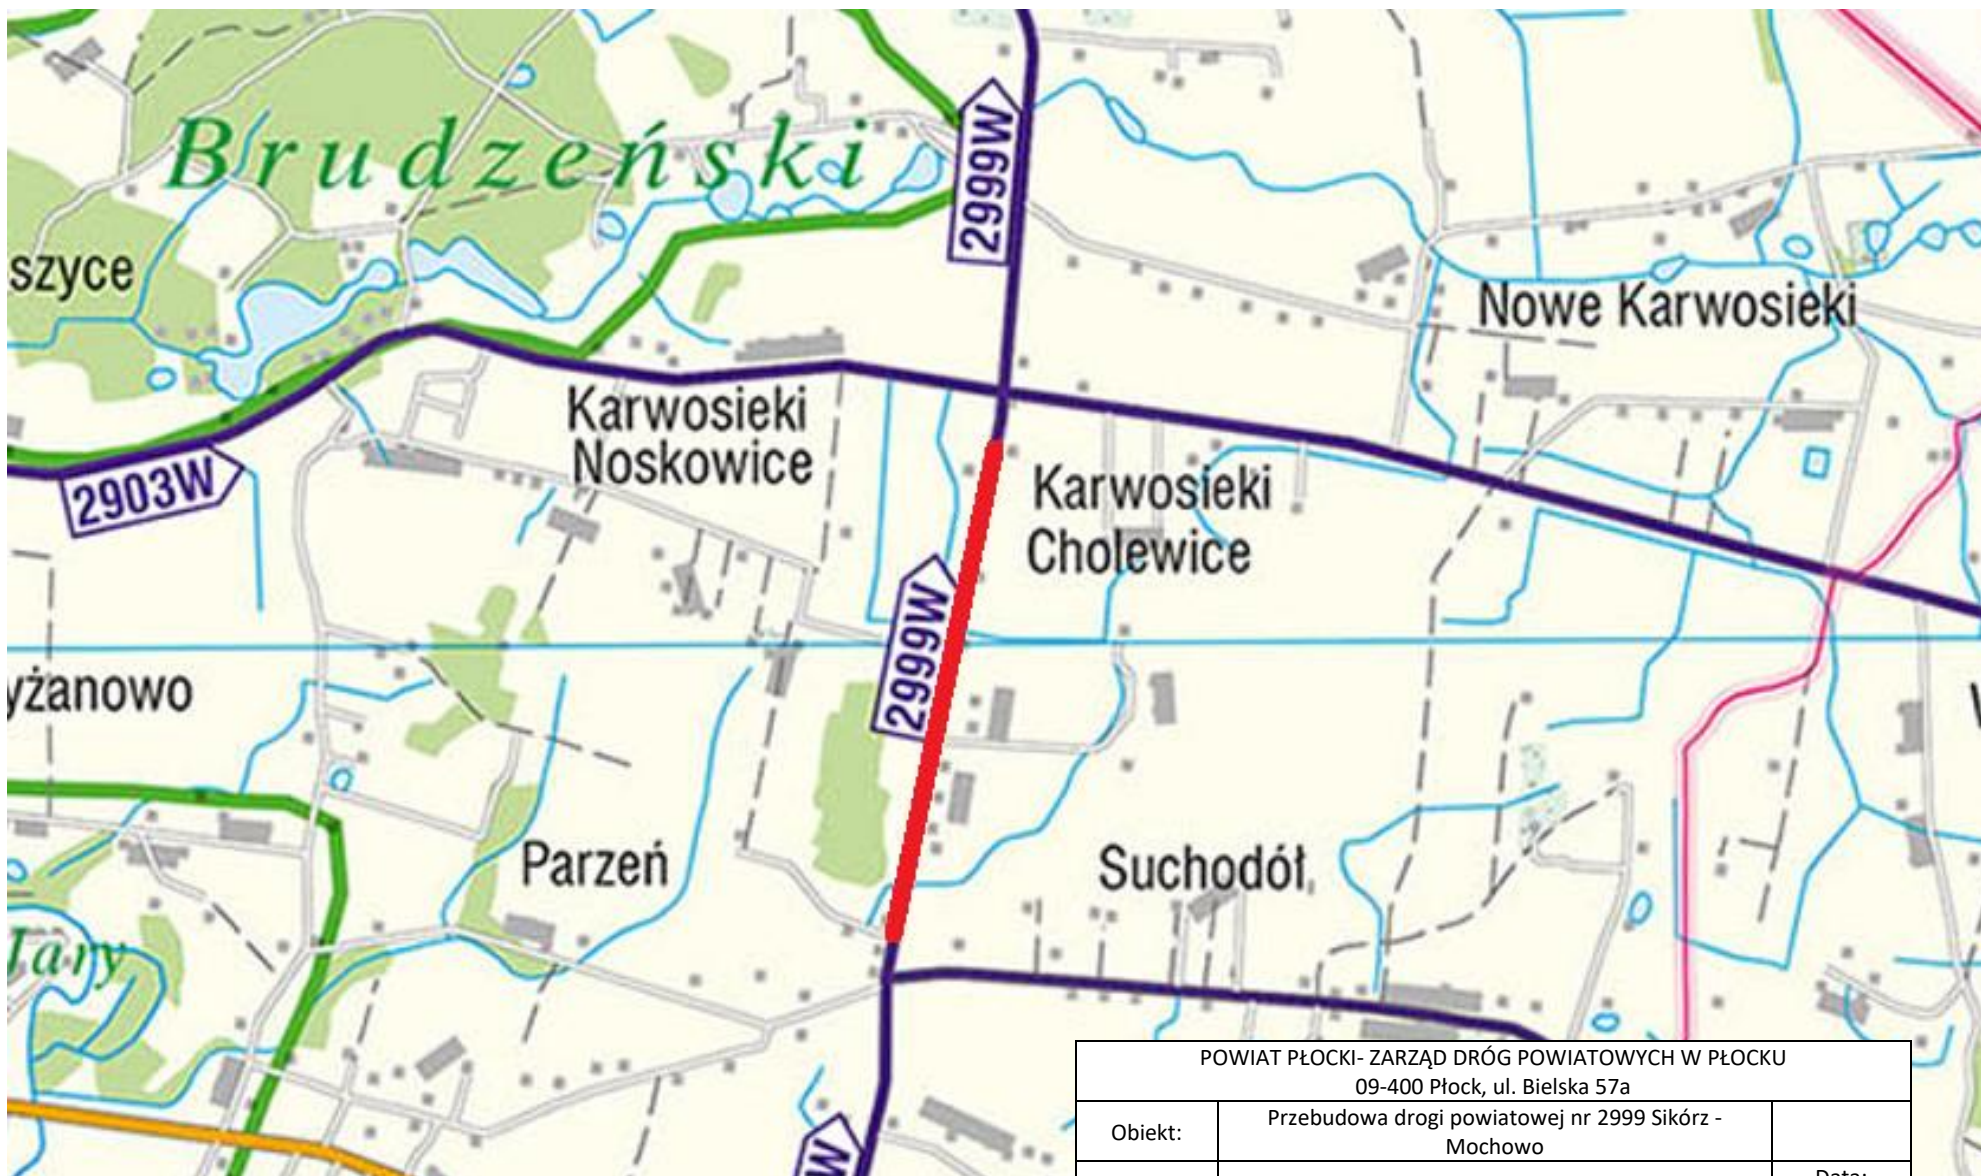 Brudzeński
2999W
szyce
Nowe Karwosieki
Karwosieki
Noskowice
2903W
Karwosieki
Cholewice
2999W
yżanowo
Parzeń
Suchodół
W
POWIAT PŁOCKI- ZARZĄD DRÓG POWIATOWYCH W PŁOCKU
09-400 Płock, ul. Bielska 57a
Obiekt:
Przebudowa drogi powiatowej nr 2999 Sikórz -
Mochowo
Data: